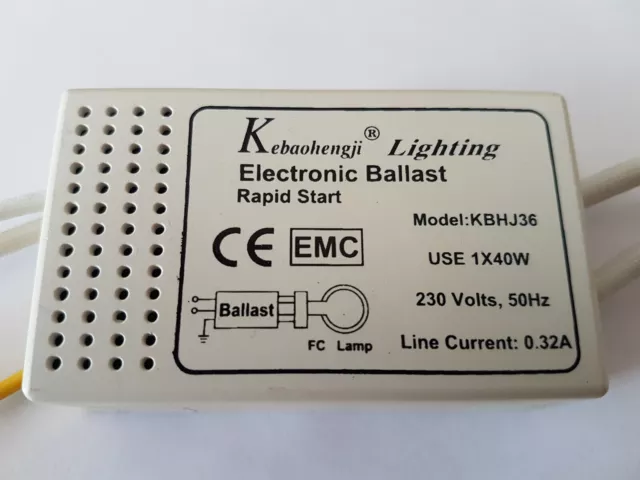 Kebaohengji® Lighting
Electronic Ballast
Rapid Start
Model:KBHJ36
CE EMC
USE 1X40W
230 Volts, 50Hz
Ballast
FC Lamp
Line Current: 0.32A